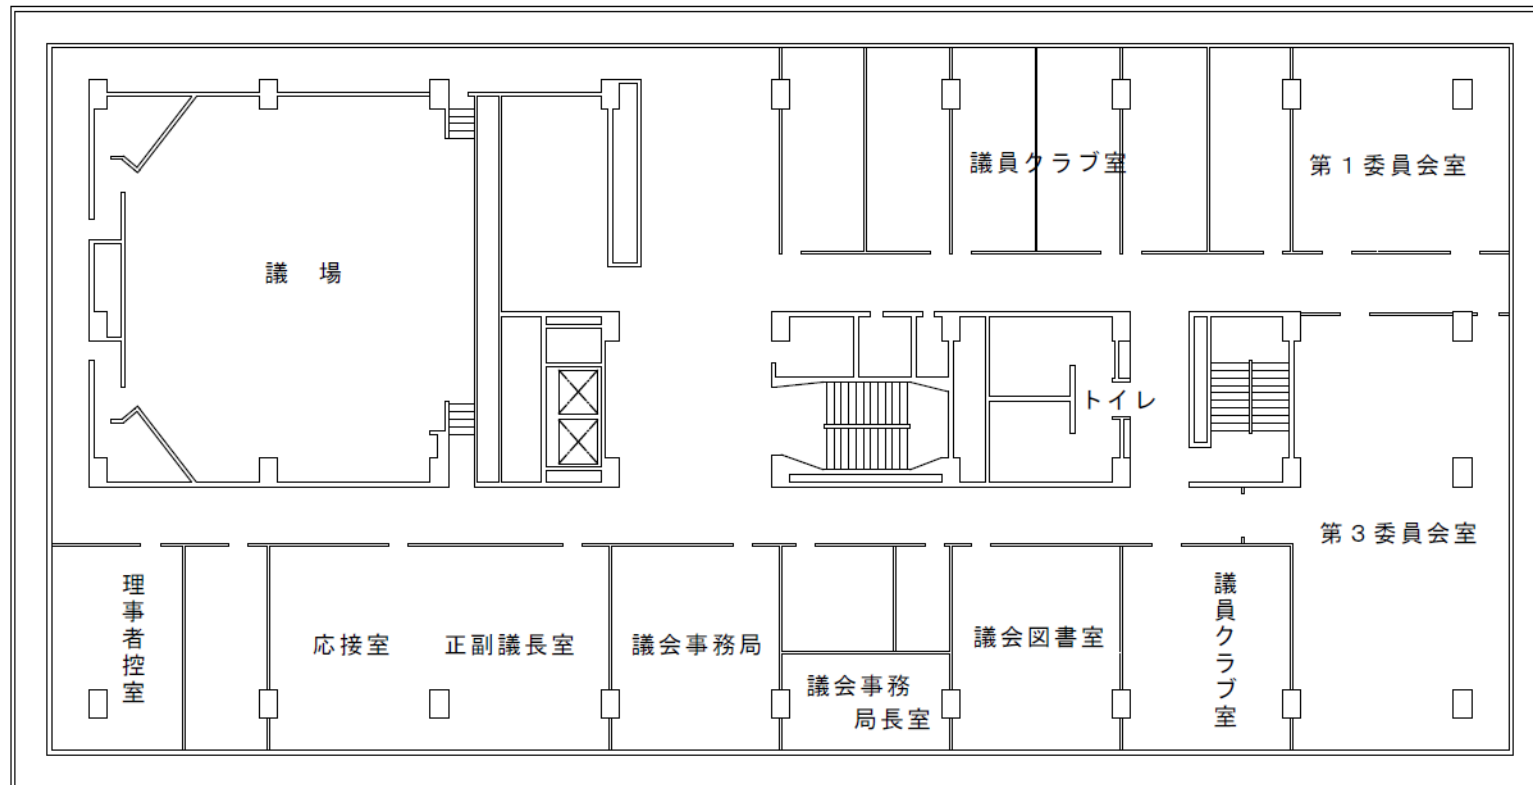 議員クラブ室
第１委員会室
議　場
トイレ
第３委員会室
理事者控室
応接室
正副議長室
議会事務局
議会事務
局長室
議会図書室
議員クラブ室